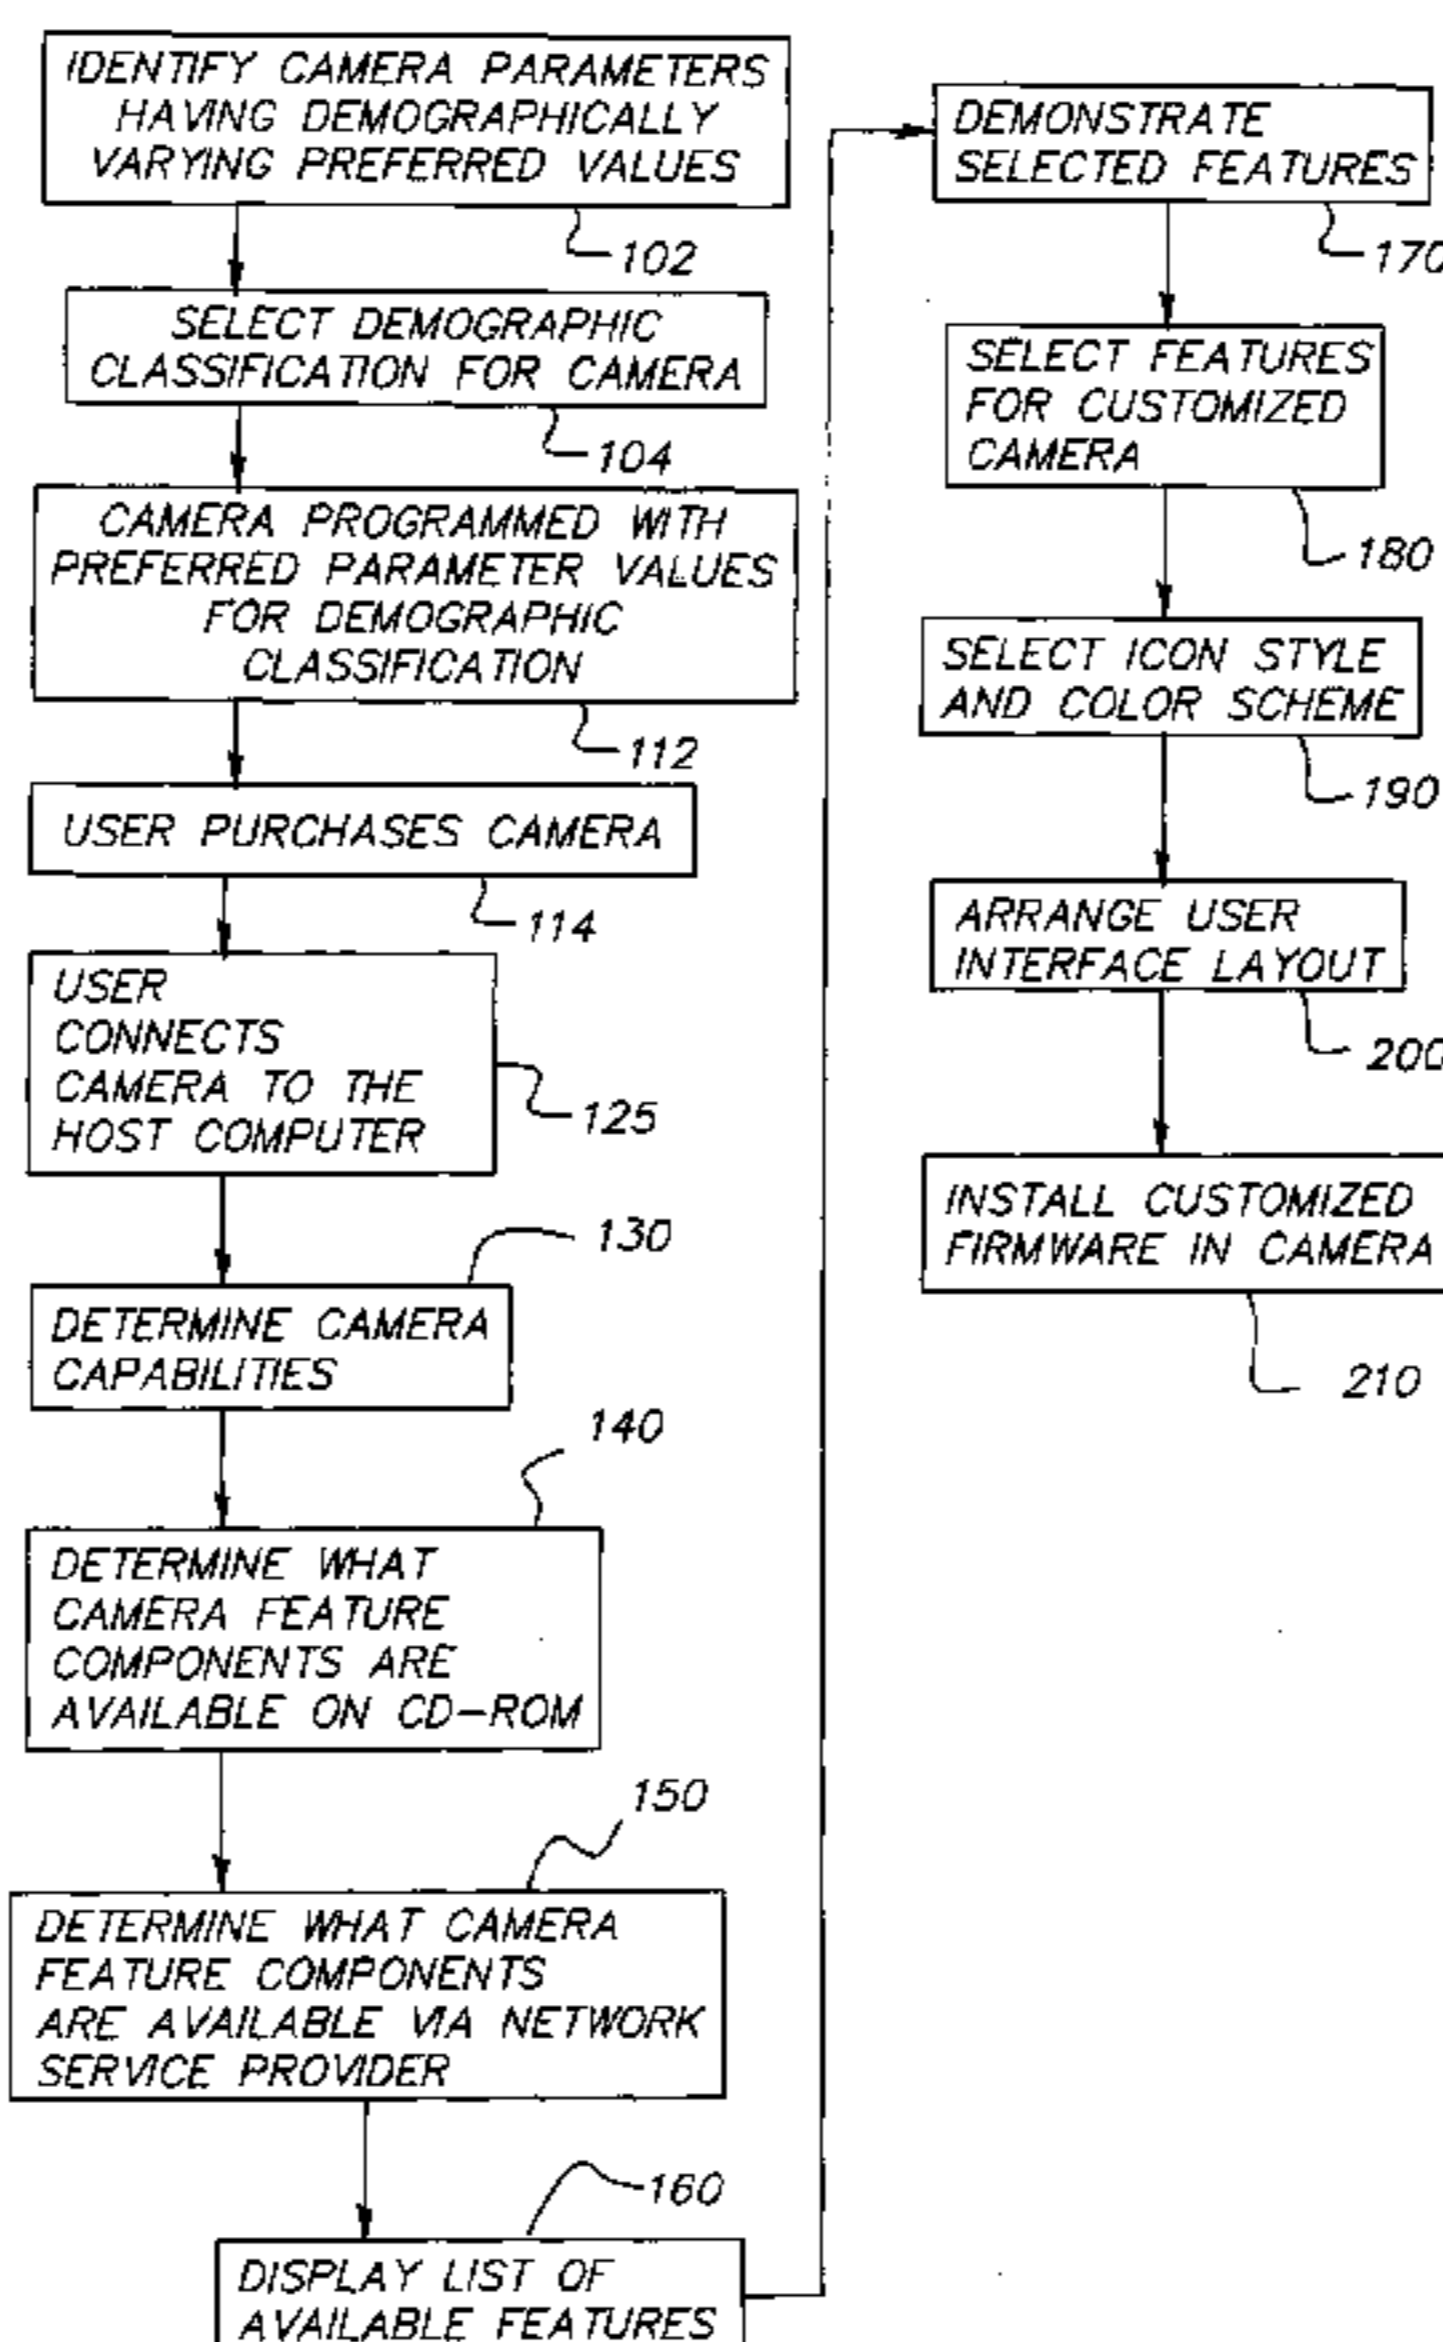 IDENTIFY CAMERA PARAMETERS
HAVING DEMOGRAPHICALLY
VARYING PREFERRED VALUES
102
SELECT DEMOGRAPHIC
CLASSIFICATION FOR CAMERA
104
CAMERA PROGRAMMED WITH
PREFERRED PARAMETER VALUES
FOR DEMOGRAPHIC
CLASSIFICATION
112
USER PURCHASES CAMERA
114
USER
CONNECTS
CAMERA TO THE
HOST COMPUTER
125
130
DETERMINE CAMERA
CAPABILITIES
140
DETERMINE WHAT
CAMERA FEATURE
COMPONENTS ARE
AVAILABLE ON CD-ROM
150
DETERMINE WHAT CAMERA
FEATURE COMPONENTS
ARE AVAILABLE VIA NETWORK
SERVICE PROVIDER
160
DISPLAY LIST OF
AVAILABLE FEATURES
DEMONSTRATE
SELECTED FEATURES
170
SELECT FEATURES
FOR CUSTOMIZED
CAMERA
180
SELECT ICON STYLE
AND COLOR SCHEME
190
ARRANGE USER
INTERFACE LAYOUT
200
INSTALL CUSTOMIZED
FIRMWARE IN CAMERA
210